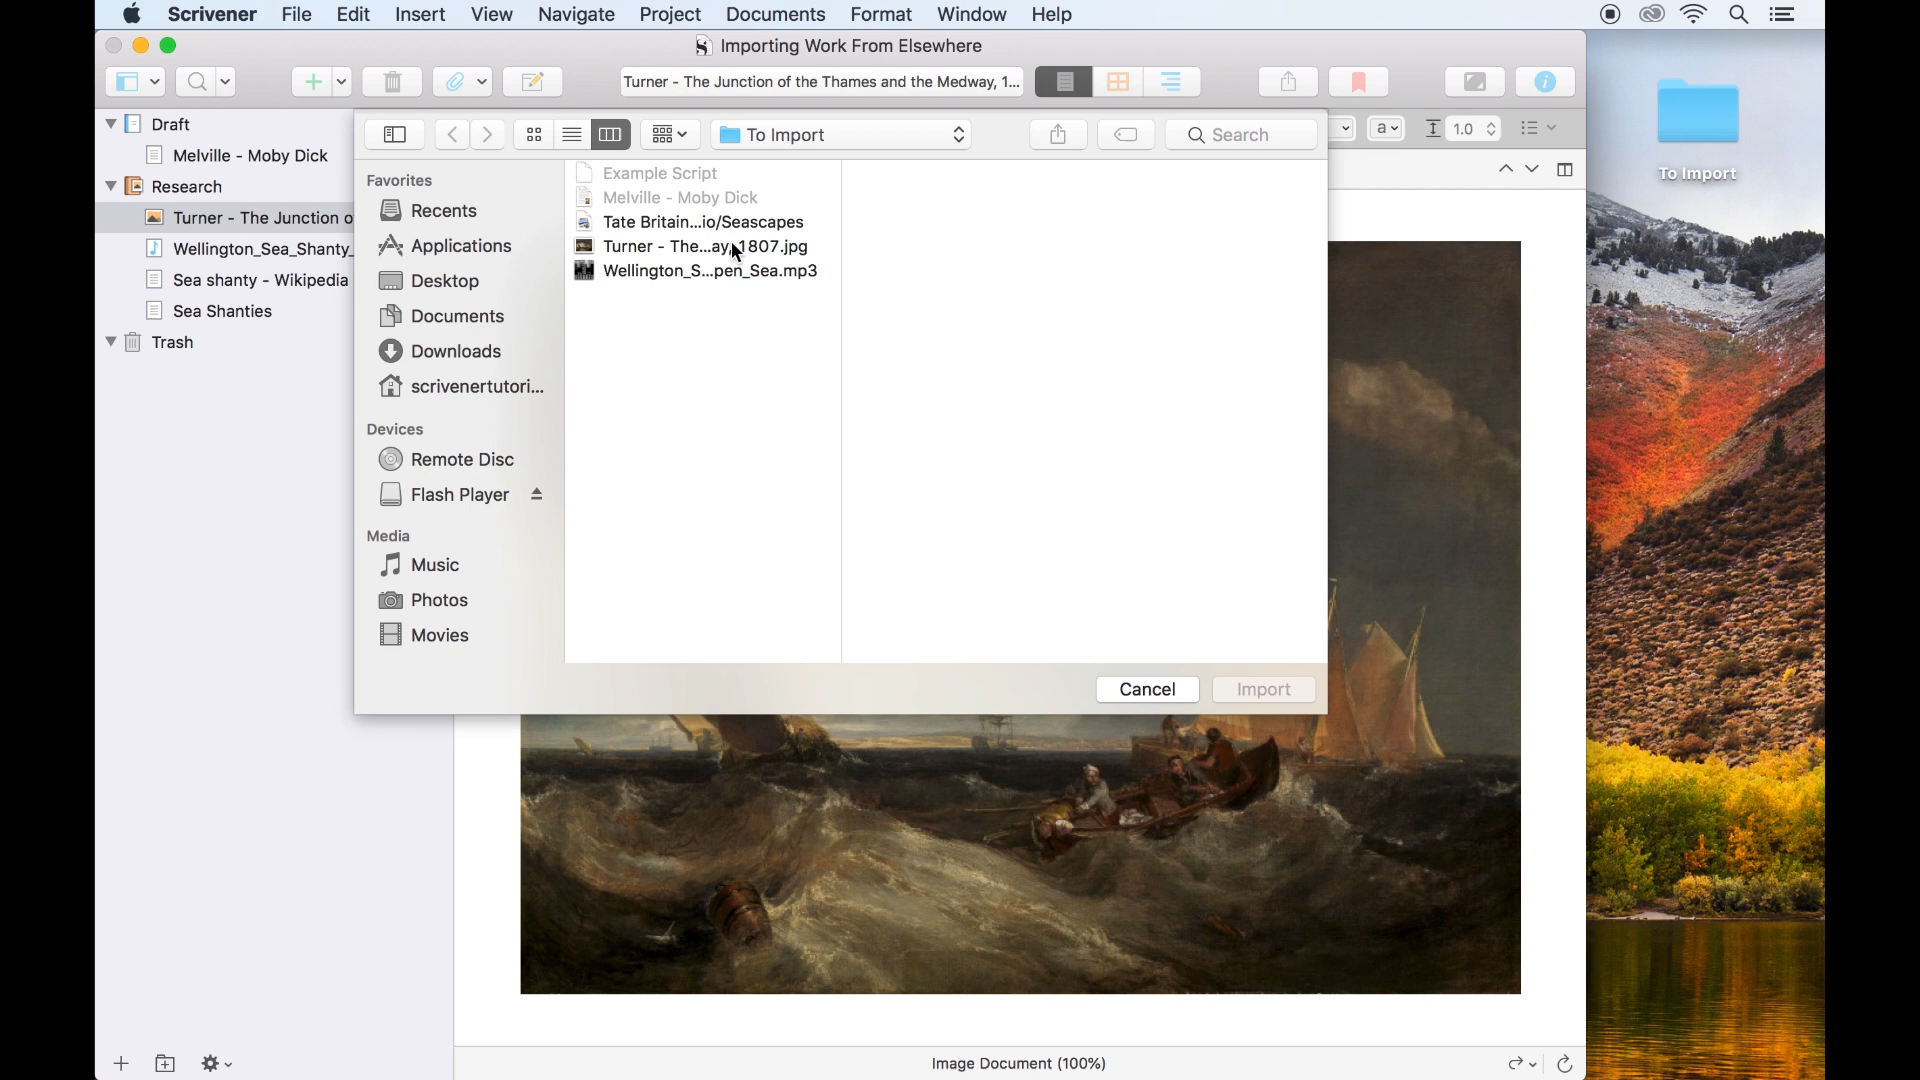 Scrivener File Edit Insert View Navigate Project Documents Format Window Help
Importing Work From Elsewhere
Turner - The Junction of the Thames and the Medway, 1...
Draft
Melville - Moby Dick
Research
Turner - The Junction o
Wellington_Sea_Shanty_
Sea shanty - Wikipedia
Sea Shanties
Trash
To Import
Search
a
1.0
Favorites
Recents
Applications
Desktop
Documents
Downloads
scrivenertutori...
Devices
Remote Disc
Flash Player
Media
Music
Photos
Movies
Example Script
Melville - Moby Dick
Tate Britain...io/Seascapes
Turner - The...ay, 1807.jpg
Wellington_S...pen_Sea.mp3
Cancel
Import
Image Document (100%)
To Import